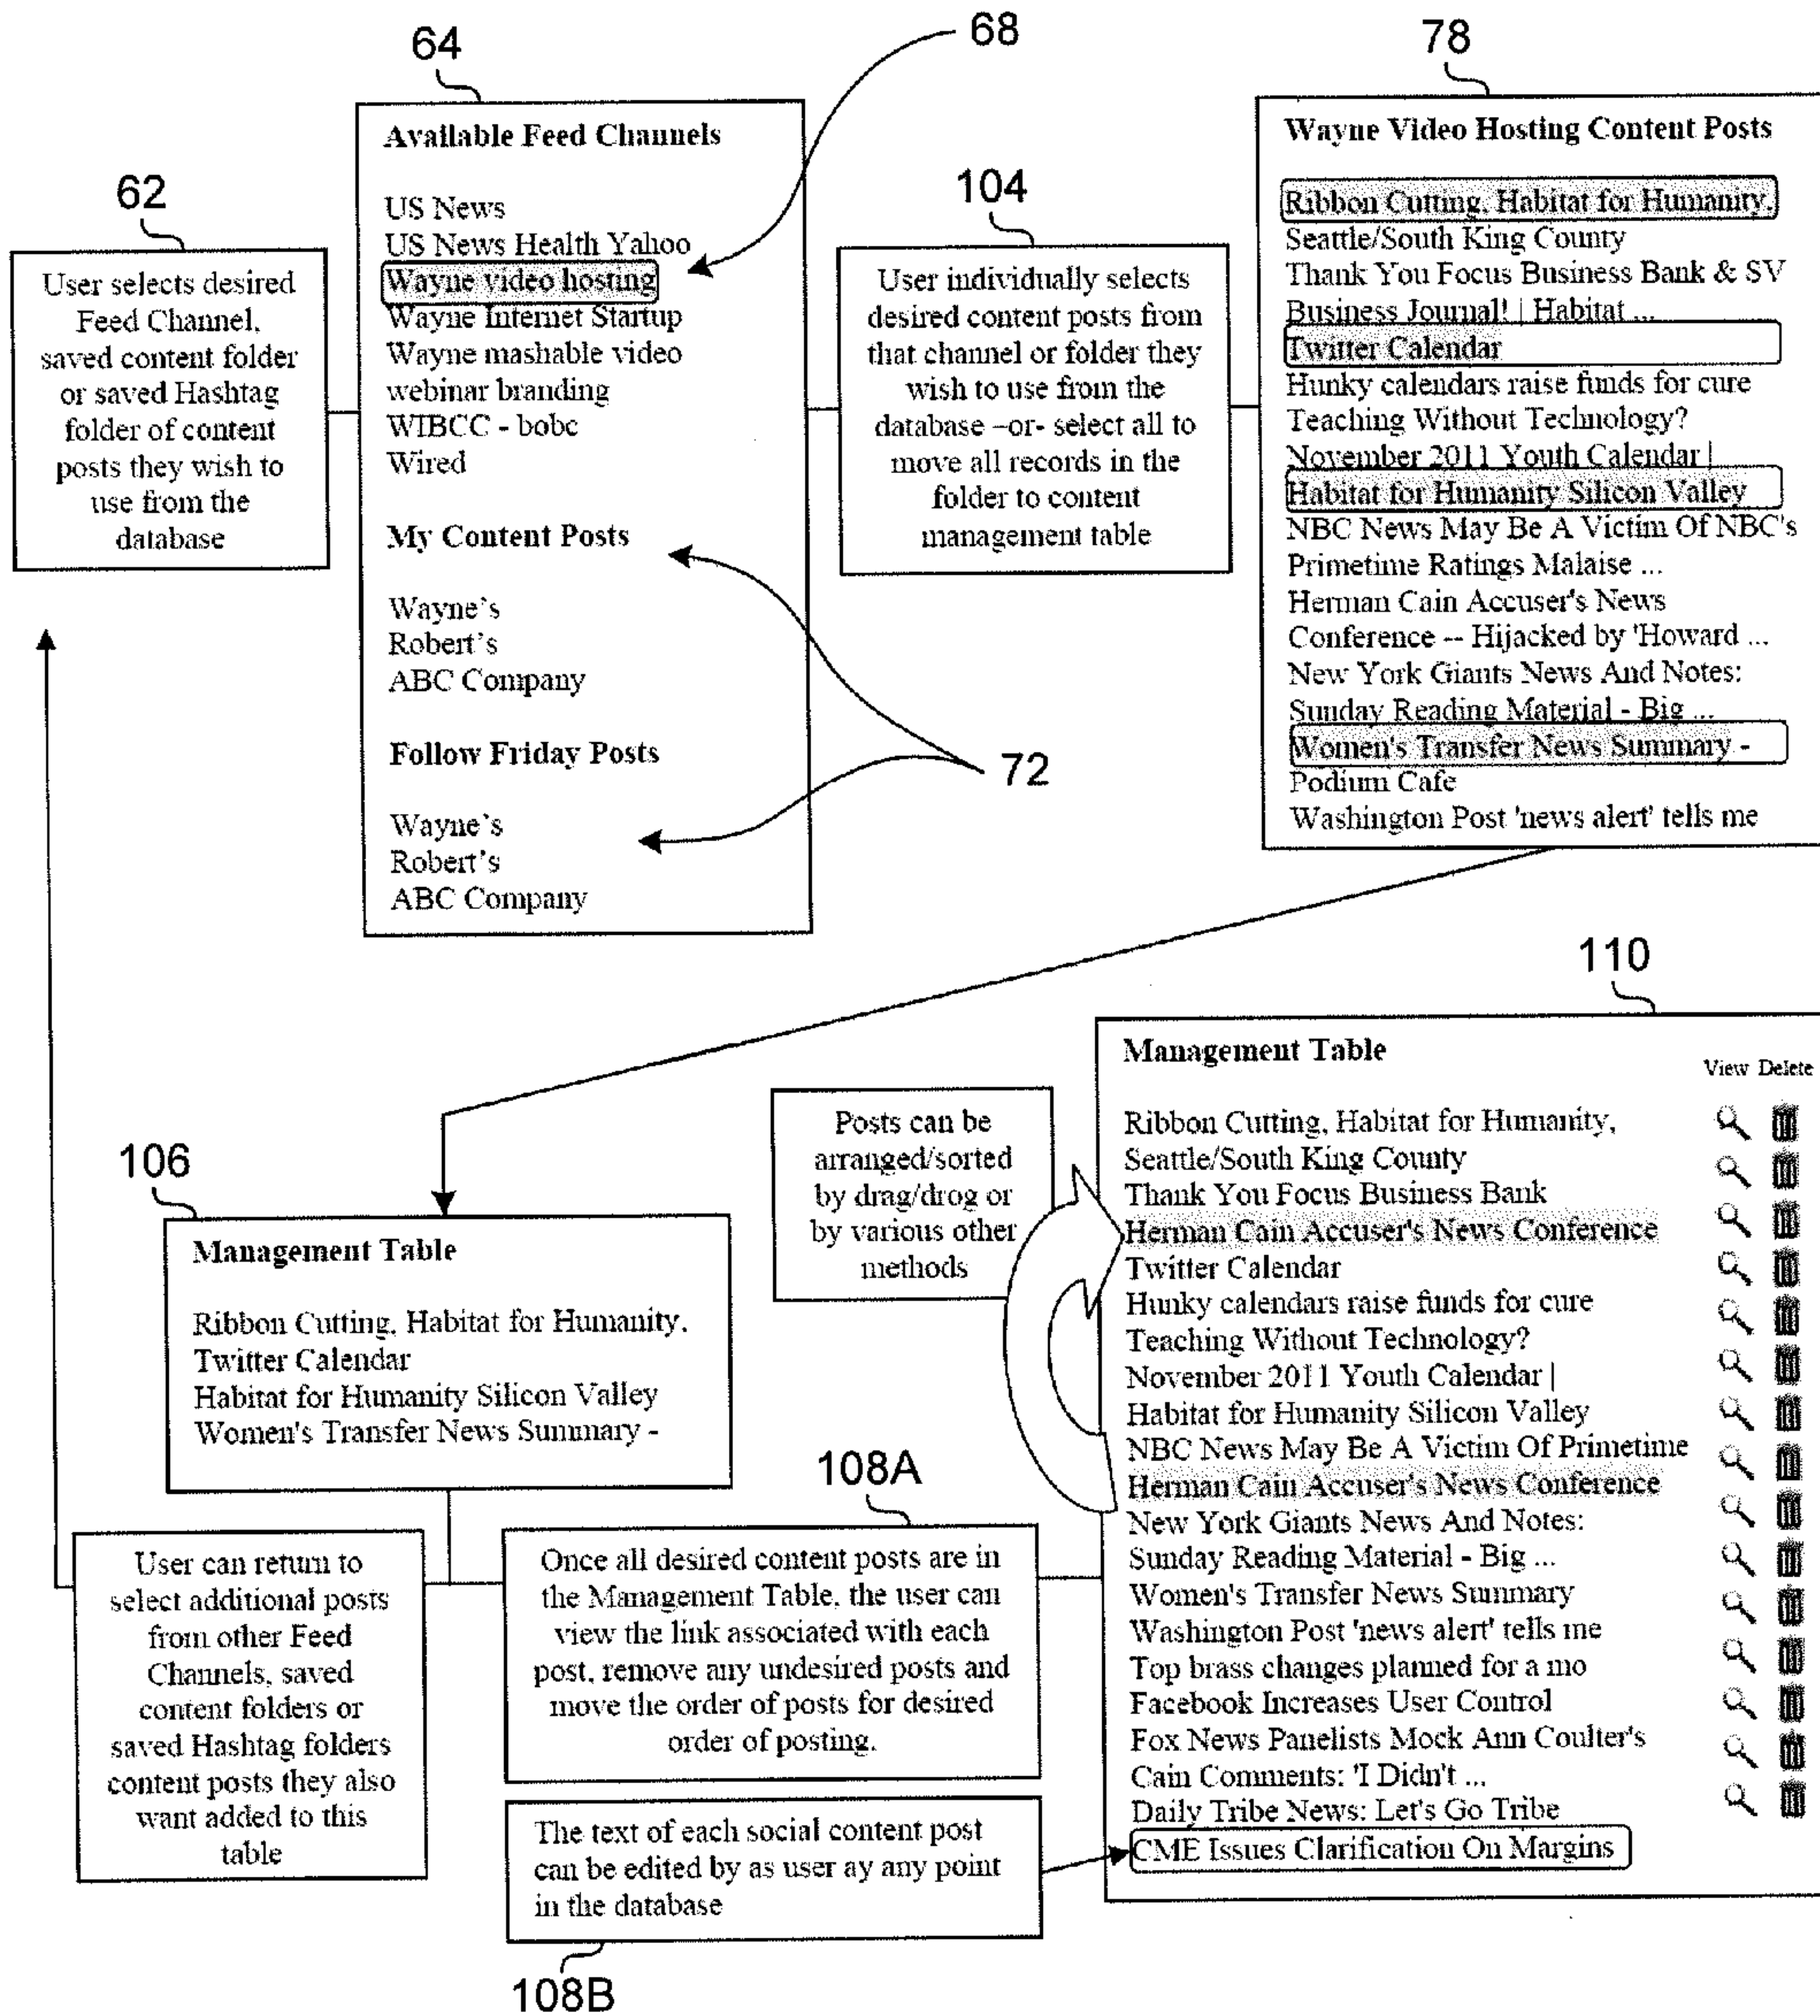 64
68
78
Available Feed Channels
US News
US News Health Yahoo
Wayne video hosting
Wayne Internet Startup
Wayne mashable video
webinar branding
WIBCC - bobc
Wired
My Content Posts
Wayne's
Robert's
ABC Company
Follow Friday Posts
Wayne's
Robert's
ABC Company
72
62
User selects desired
Feed Channel,
saved content folder
or saved Hashtag
folder of content
posts they wish to
use from the
database
104
User individually selects
desired content posts from
that channel or folder they
wish to use from the
database –or- select all to
move all records in the
folder to content
management table
Wayne Video Hosting Content Posts
Ribbon Cutting, Habitat for Humanity,
Seattle/South King County
Thank You Focus Business Bank & SV
Business Journal! | Habitat ...
Twitter Calendar
Hunky calendars raise funds for cure
Teaching Without Technology?
November 2011 Youth Calendar |
Habitat for Humanity Silicon Valley
NBC News May Be A Victim Of NBC's
Primetime Ratings Malaise ...
Herman Cain Accuser's News
Conference -- Hijacked by 'Howard ...
New York Giants News And Notes:
Sunday Reading Material - Big ...
Women's Transfer News Summary -
Podium Cafe
Washington Post 'news alert' tells me
106
Management Table
Ribbon Cutting, Habitat for Humanity,
Twitter Calendar
Habitat for Humanity Silicon Valley
Women's Transfer News Summary -
Posts can be
arranged/sorted
by drag/drog or
by various other
methods
110
Management Table
View Delete
Ribbon Cutting, Habitat for Humanity,
Seattle/South King County
Thank You Focus Business Bank
Herman Cain Accuser's News Conference
Twitter Calendar
Hunky calendars raise funds for cure
Teaching Without Technology?
November 2011 Youth Calendar |
Habitat for Humanity Silicon Valley
NBC News May Be A Victim Of Primetime
Herman Cain Accuser's News Conference
New York Giants News And Notes:
Sunday Reading Material - Big ...
Women's Transfer News Summary
Washington Post 'news alert' tells me
Top brass changes planned for a mo
Facebook Increases User Control
Fox News Panelists Mock Ann Coulter's
Cain Comments: 'I Didn't ...
Daily Tribe News: Let's Go Tribe
CME Issues Clarification On Margins
User can return to
select additional posts
from other Feed
Channels, saved
content folders or
saved Hashtag folders
content posts they also
want added to this
table
108A
Once all desired content posts are in
the Management Table, the user can
view the link associated with each
post, remove any undesired posts and
move the order of posts for desired
order of posting.
The text of each social content post
can be edited by as user ay any point
in the database
108B